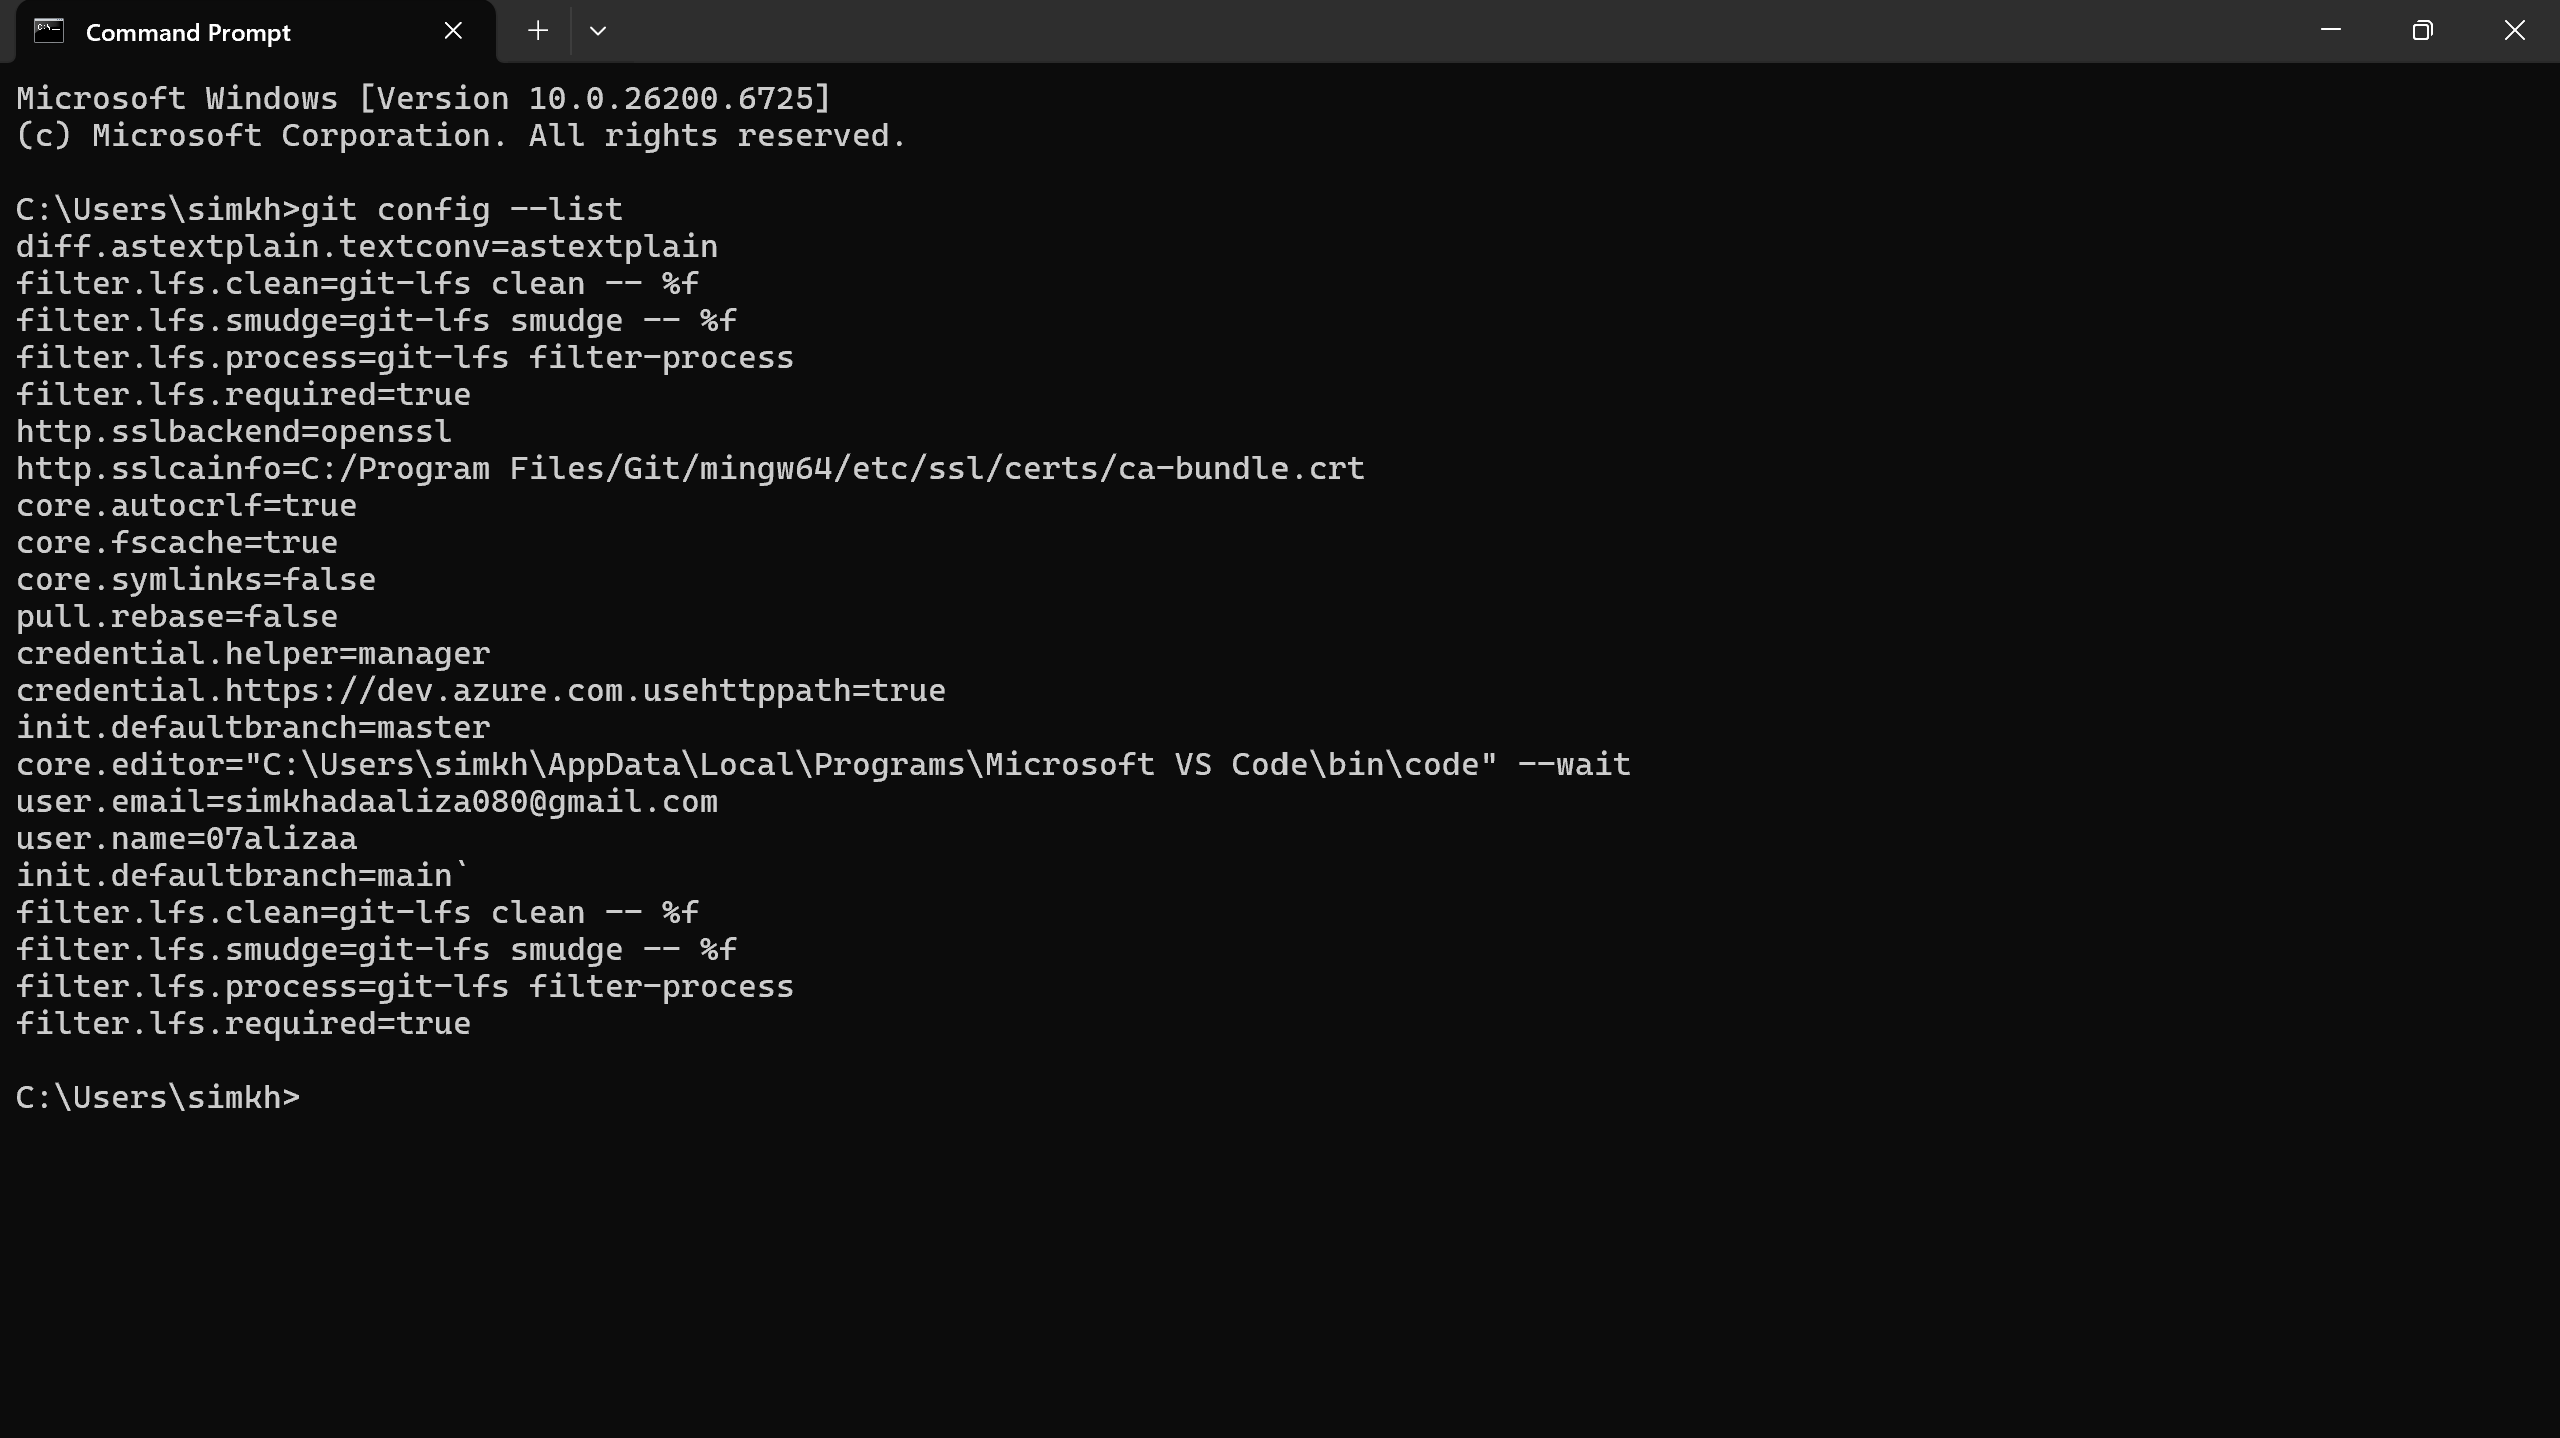 Command Prompt
Microsoft Windows [Version 10.0.26200.6725]
(c) Microsoft Corporation. All rights reserved.
C:\Users\simkh>git config --list
diff.astextplain.textconv=astextplain
filter.lfs.clean=git-lfs clean -- %f
filter.lfs.smudge=git-lfs smudge -- %f
filter.lfs.process=git-lfs filter-process
filter.lfs.required=true
http.sslbackend=openssl
http.sslcainfo=C:/Program Files/Git/mingw64/etc/ssl/certs/ca-bundle.crt
core.autocrlf=true
core.fscache=true
core.symlinks=false
pull.rebase=false
credential.helper=manager
credential.https://dev.azure.com.usehttppath=true
init.defaultbranch=master
core.editor="C:\Users\simkh\AppData\Local\Programs\Microsoft VS Code\bin\code" --wait
user.email=simkhadaaliza080@gmail.com
user.name=07alizaa
init.defaultbranch=main`
filter.lfs.clean=git-lfs clean -- %f
filter.lfs.smudge=git-lfs smudge -- %f
filter.lfs.process=git-lfs filter-process
filter.lfs.required=true
C:\Users\simkh>